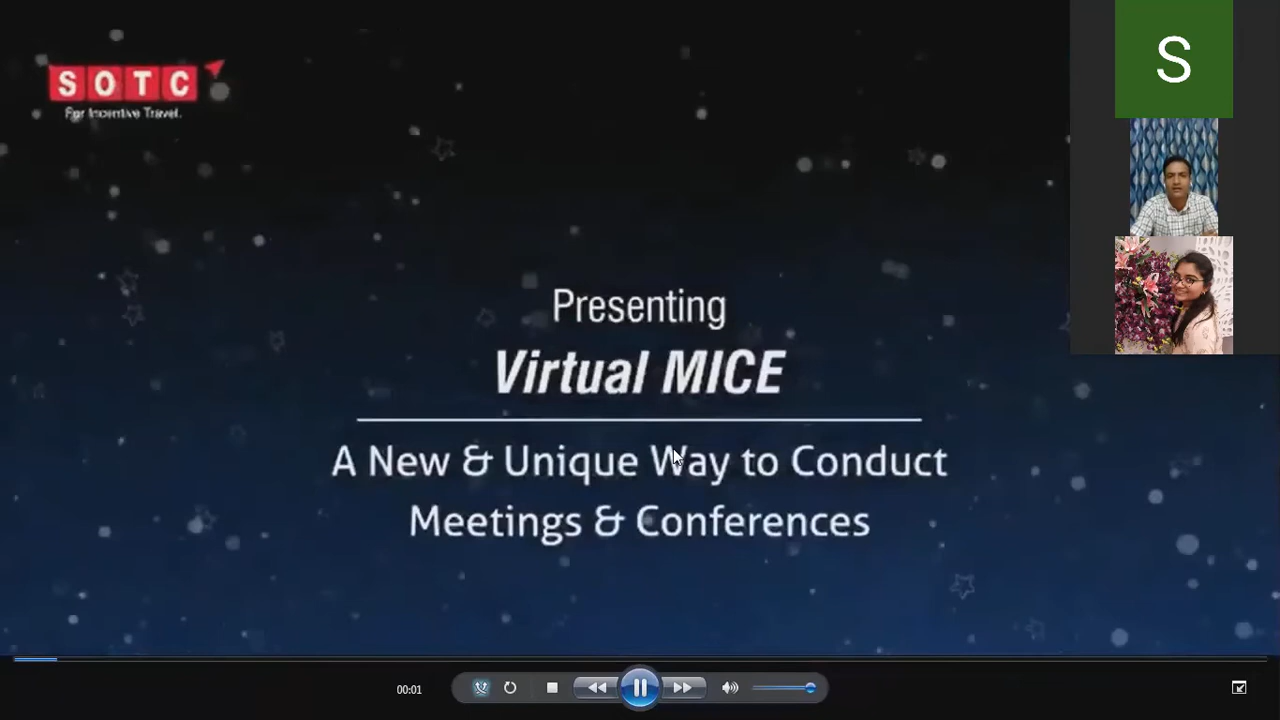 SOTC
For Incentive Travel.
S
Presenting
Virtual MICE
A New & Unique Way to Conduct
Meetings & Conferences
00:01